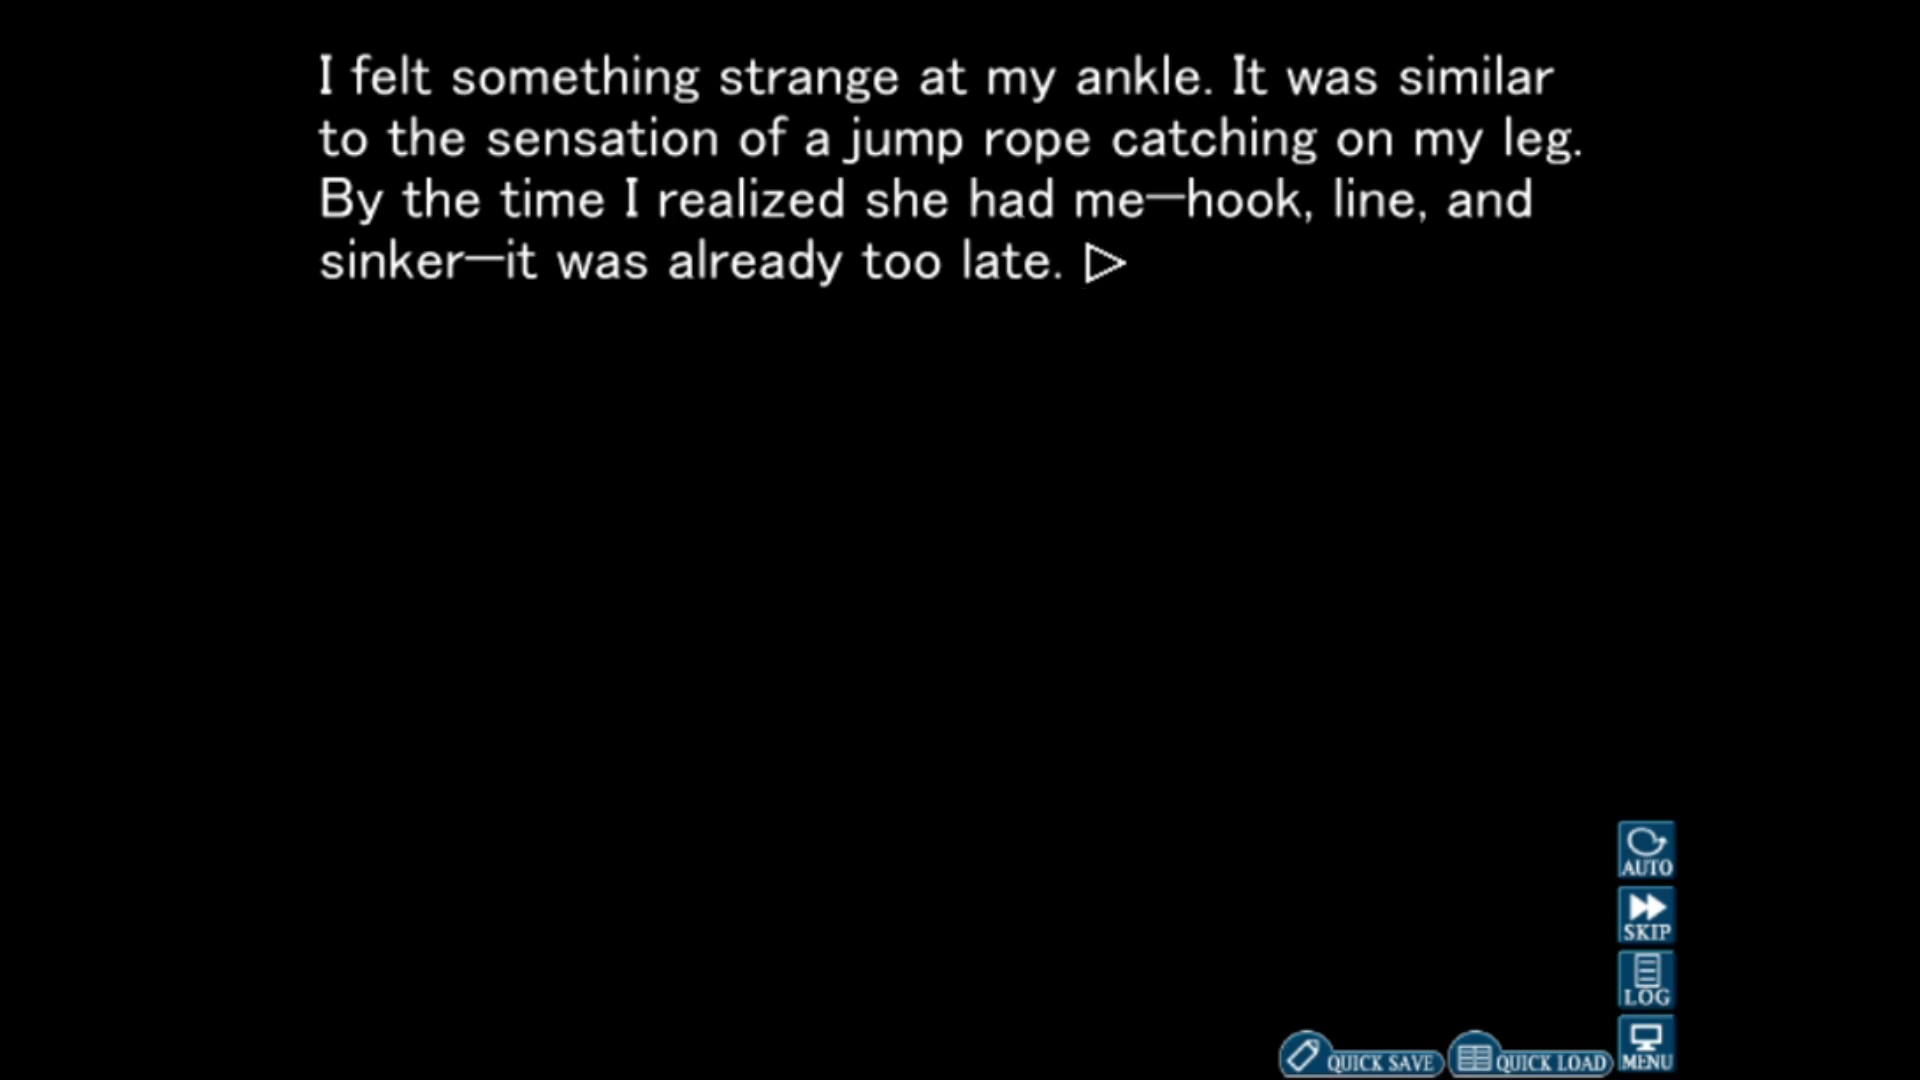 I felt something strange at my ankle. It was similar
to the sensation of a jump rope catching on my leg.
By the time I realized she had me—hook, line, and
sinker—it was already too late.
AUTO
SKIP
LOG
QUICK SAVE
QUICK LOAD
MENU